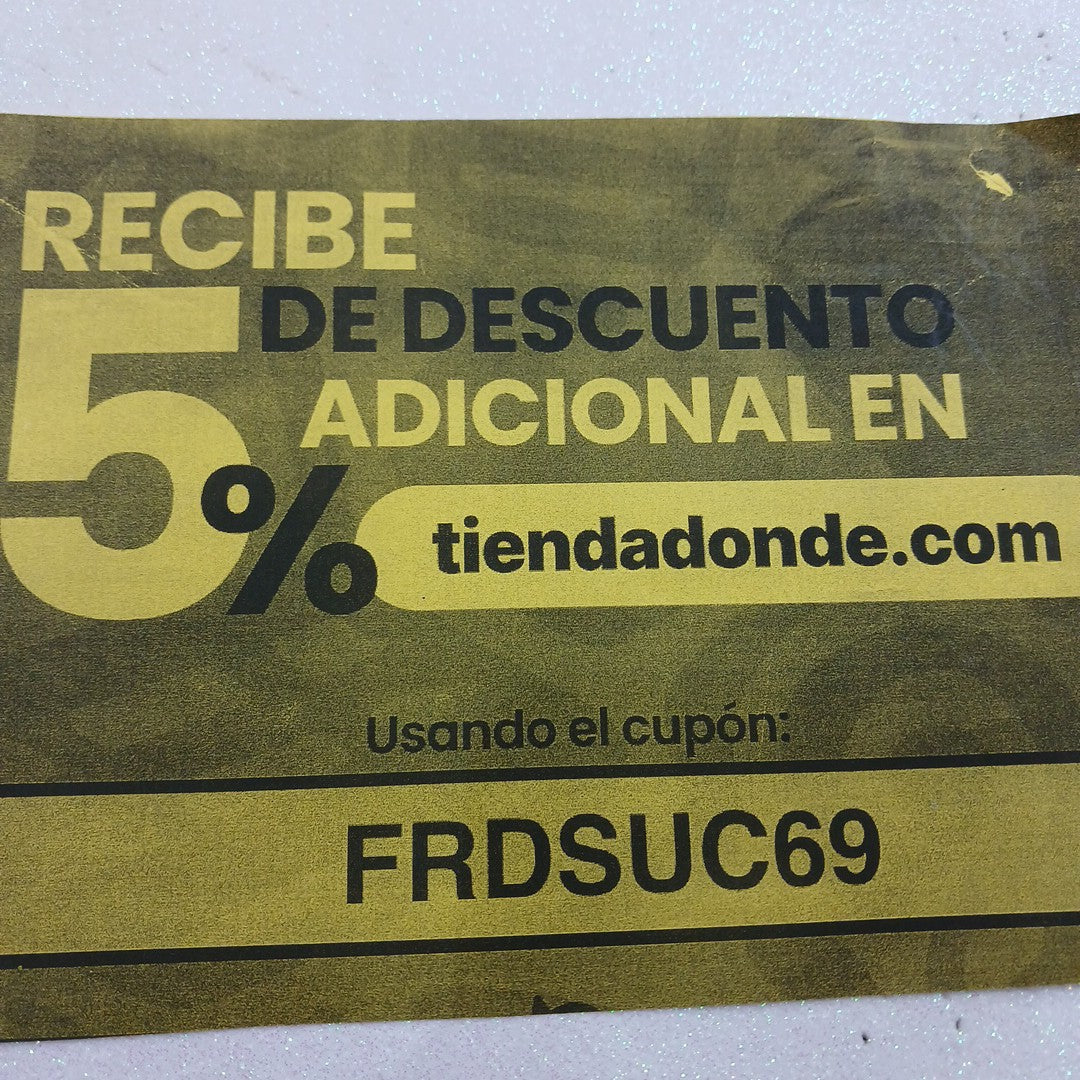 RECIBE
5% DE DESCUENTO
ADICIONAL EN
tiendadonde.com
Usando el cupón:
FRDSUC69